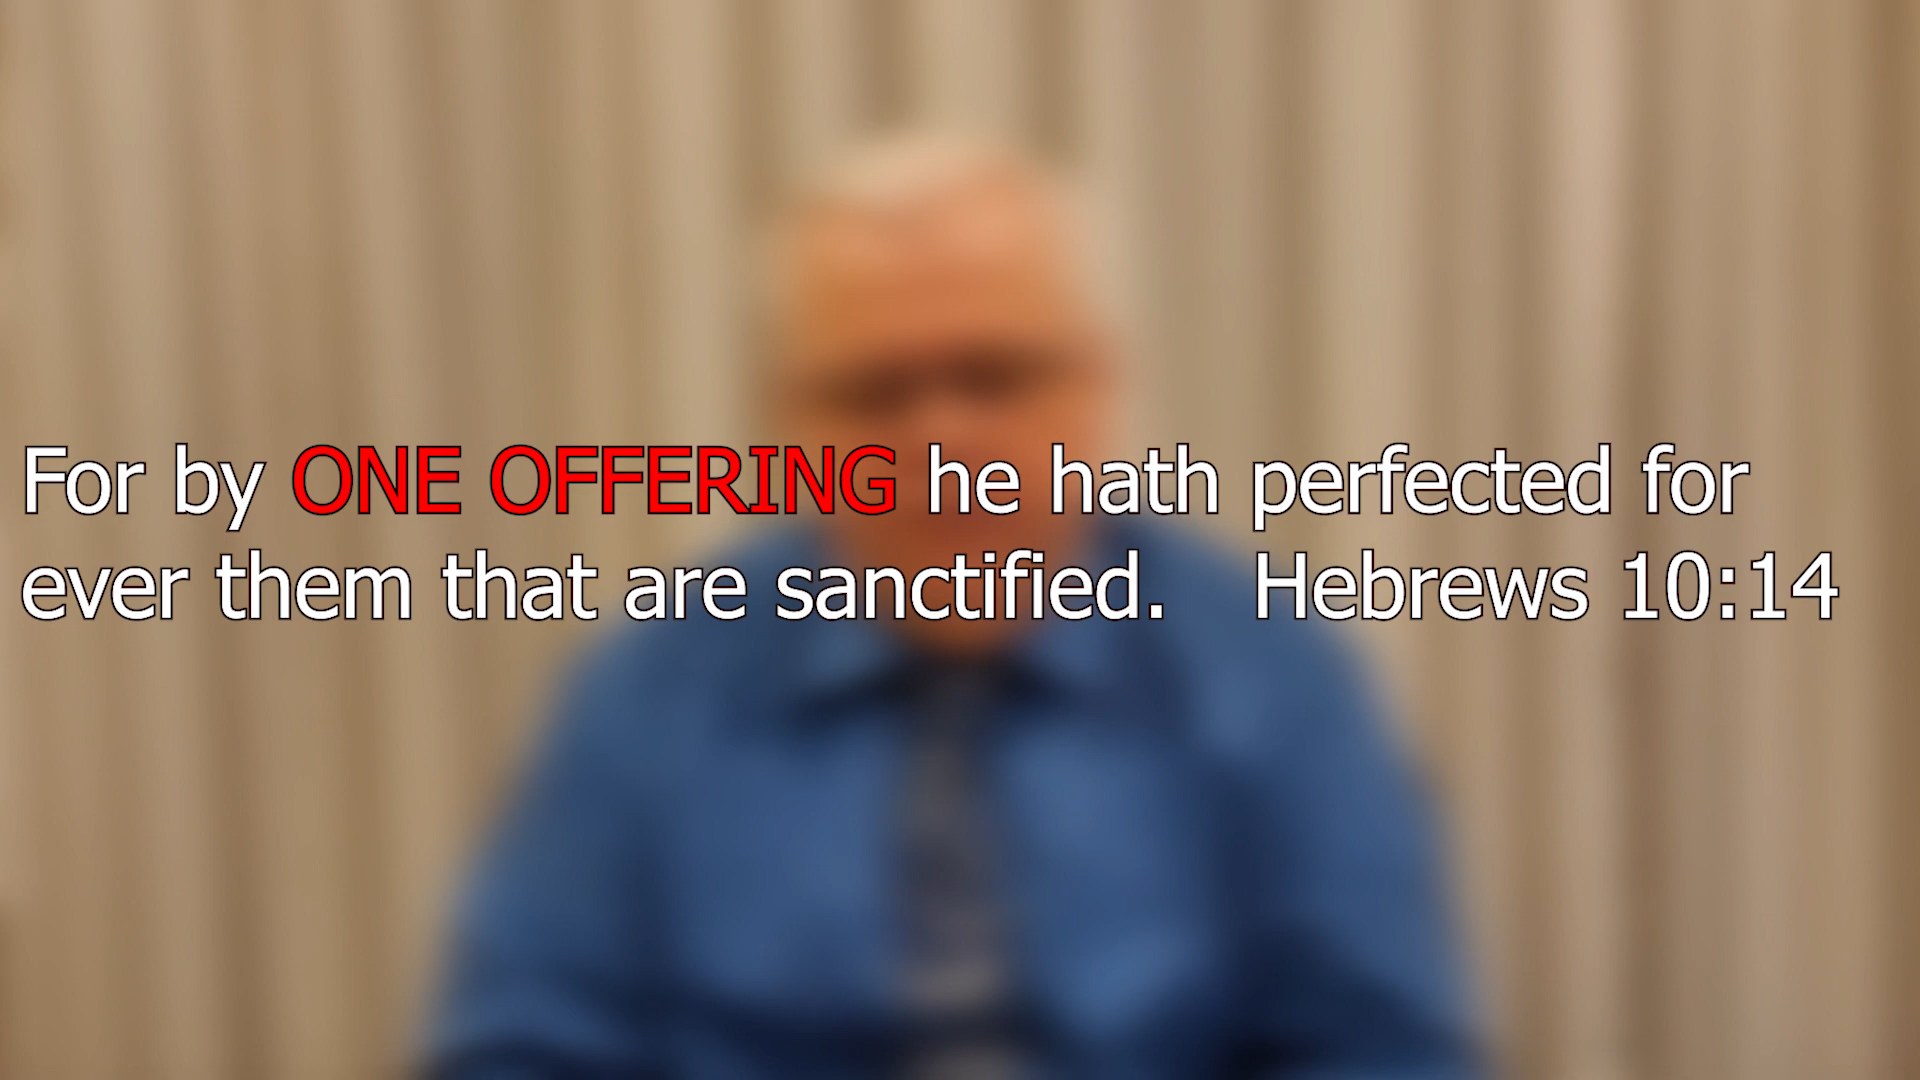 For by ONE OFFERING he hath perfected for
ever them that are sanctified.   Hebrews 10:14